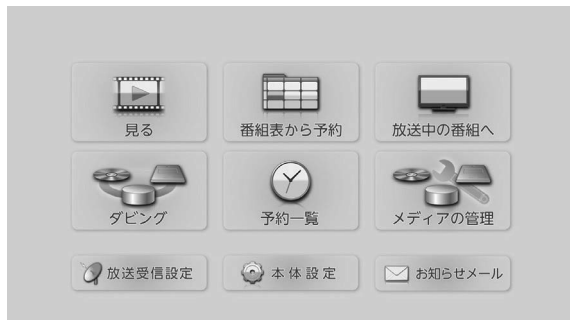 見る
番組表から予約
放送中の番組へ
ダビング
予約一覧
メディアの管理
放送受信設定
本体設定
お知らせメール